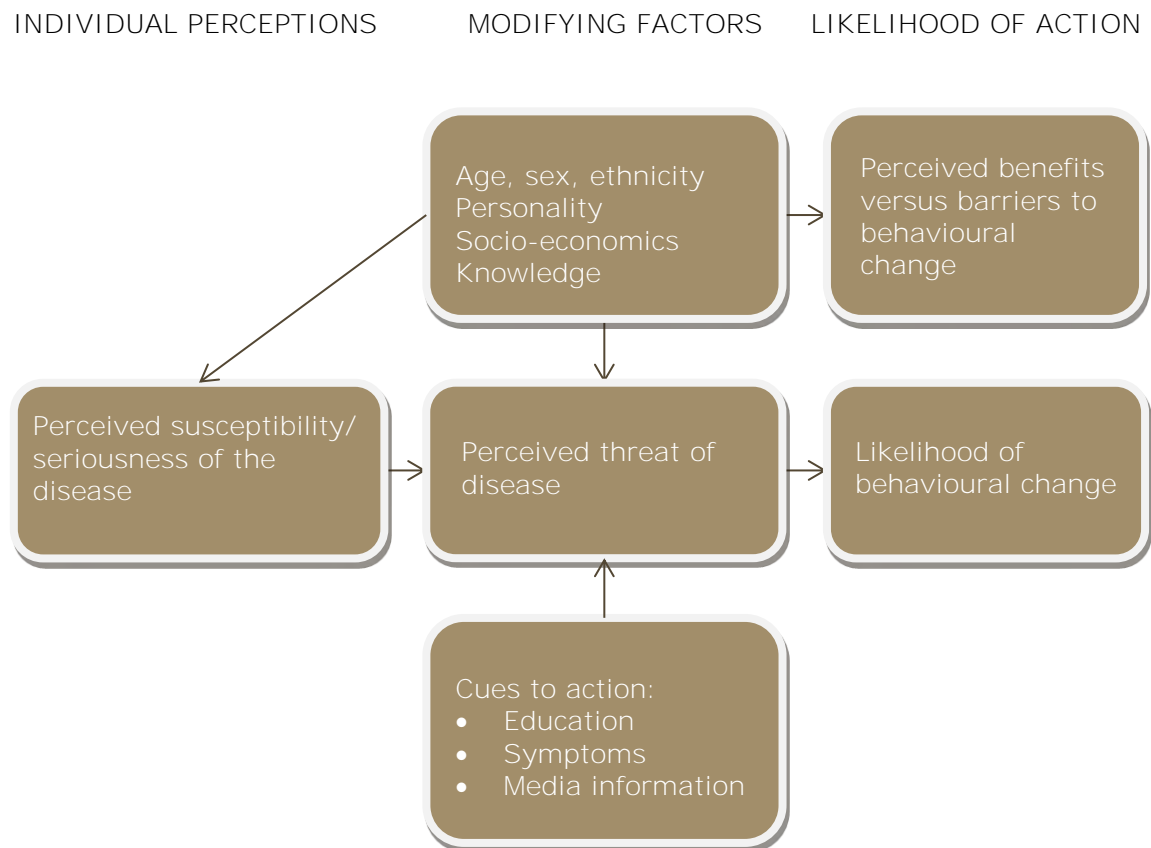 INDIVIDUAL PERCEPTIONS
MODIFYING FACTORS
LIKELIHOOD OF ACTION
Age, sex, ethnicity
Personality
Socio-economics
Knowledge
Perceived benefits
versus barriers to
behavioural
change
Perceived susceptibility/
seriousness of the
disease
Perceived threat of
disease
Likelihood of
behavioural change
Cues to action:
• Education
• Symptoms
• Media information